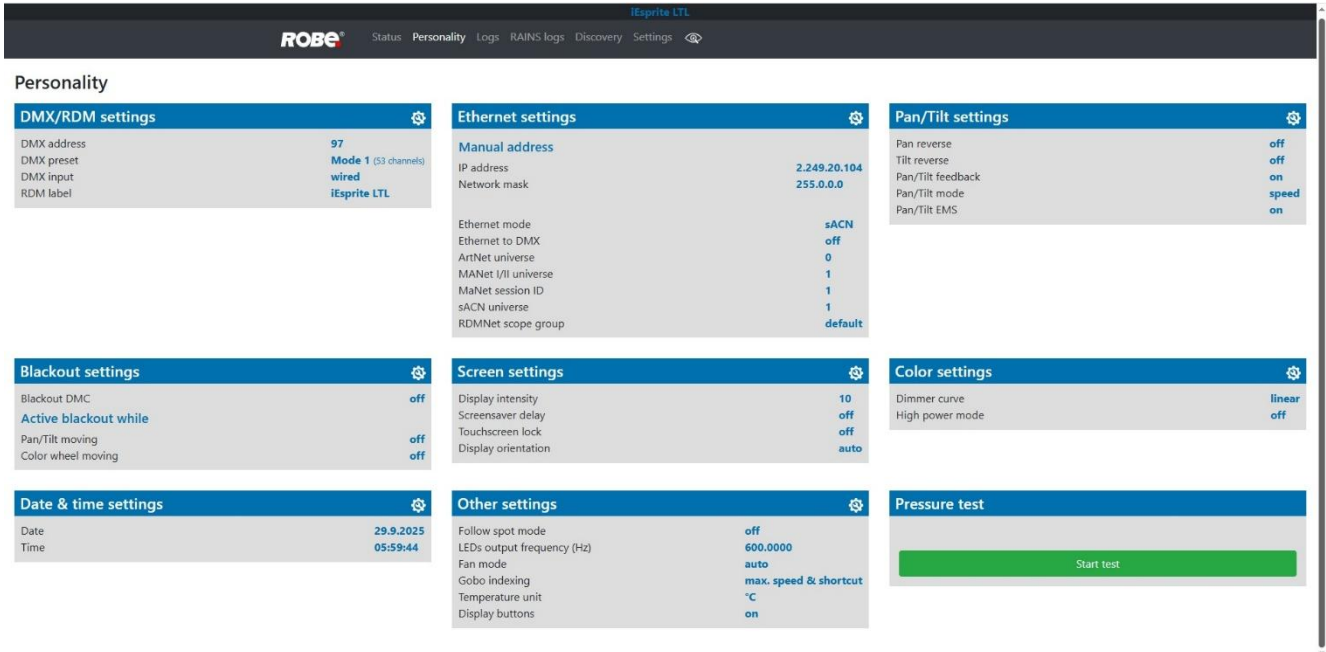 iEsprite LTL
ROBE® Status Personality Logs RAINS logs Discovery Settings
Personality
DMX/RDM settings
DMX address 97
DMX preset Mode 1 (53 channels)
DMX input wired
RDM label iEsprite LTL
Ethernet settings
Manual address
IP address 2.249.20.104
Network mask 255.0.0.0
Ethernet mode sACN
Ethernet to DMX off
ArtNet universe 0
MANet I/II universe 1
MaNet session ID 1
sACN universe 1
RDMNet scope group default
Pan/Tilt settings
Pan reverse off
Tilt reverse off
Pan/Tilt feedback on
Pan/Tilt mode speed
Pan/Tilt EMS on
Blackout settings
Blackout DMC off
Active blackout while
Pan/Tilt moving off
Color wheel moving off
Screen settings
Display intensity 10
Screensaver delay off
Touchscreen lock off
Display orientation auto
Color settings
Dimmer curve linear
High power mode off
Date & time settings
Date 29.9.2025
Time 05:59:44
Other settings
Follow spot mode off
LEDs output frequency (Hz) 600.0000
Fan mode auto
Gobo indexing max. speed & shortcut
Temperature unit °C
Display buttons on
Pressure test
Start test